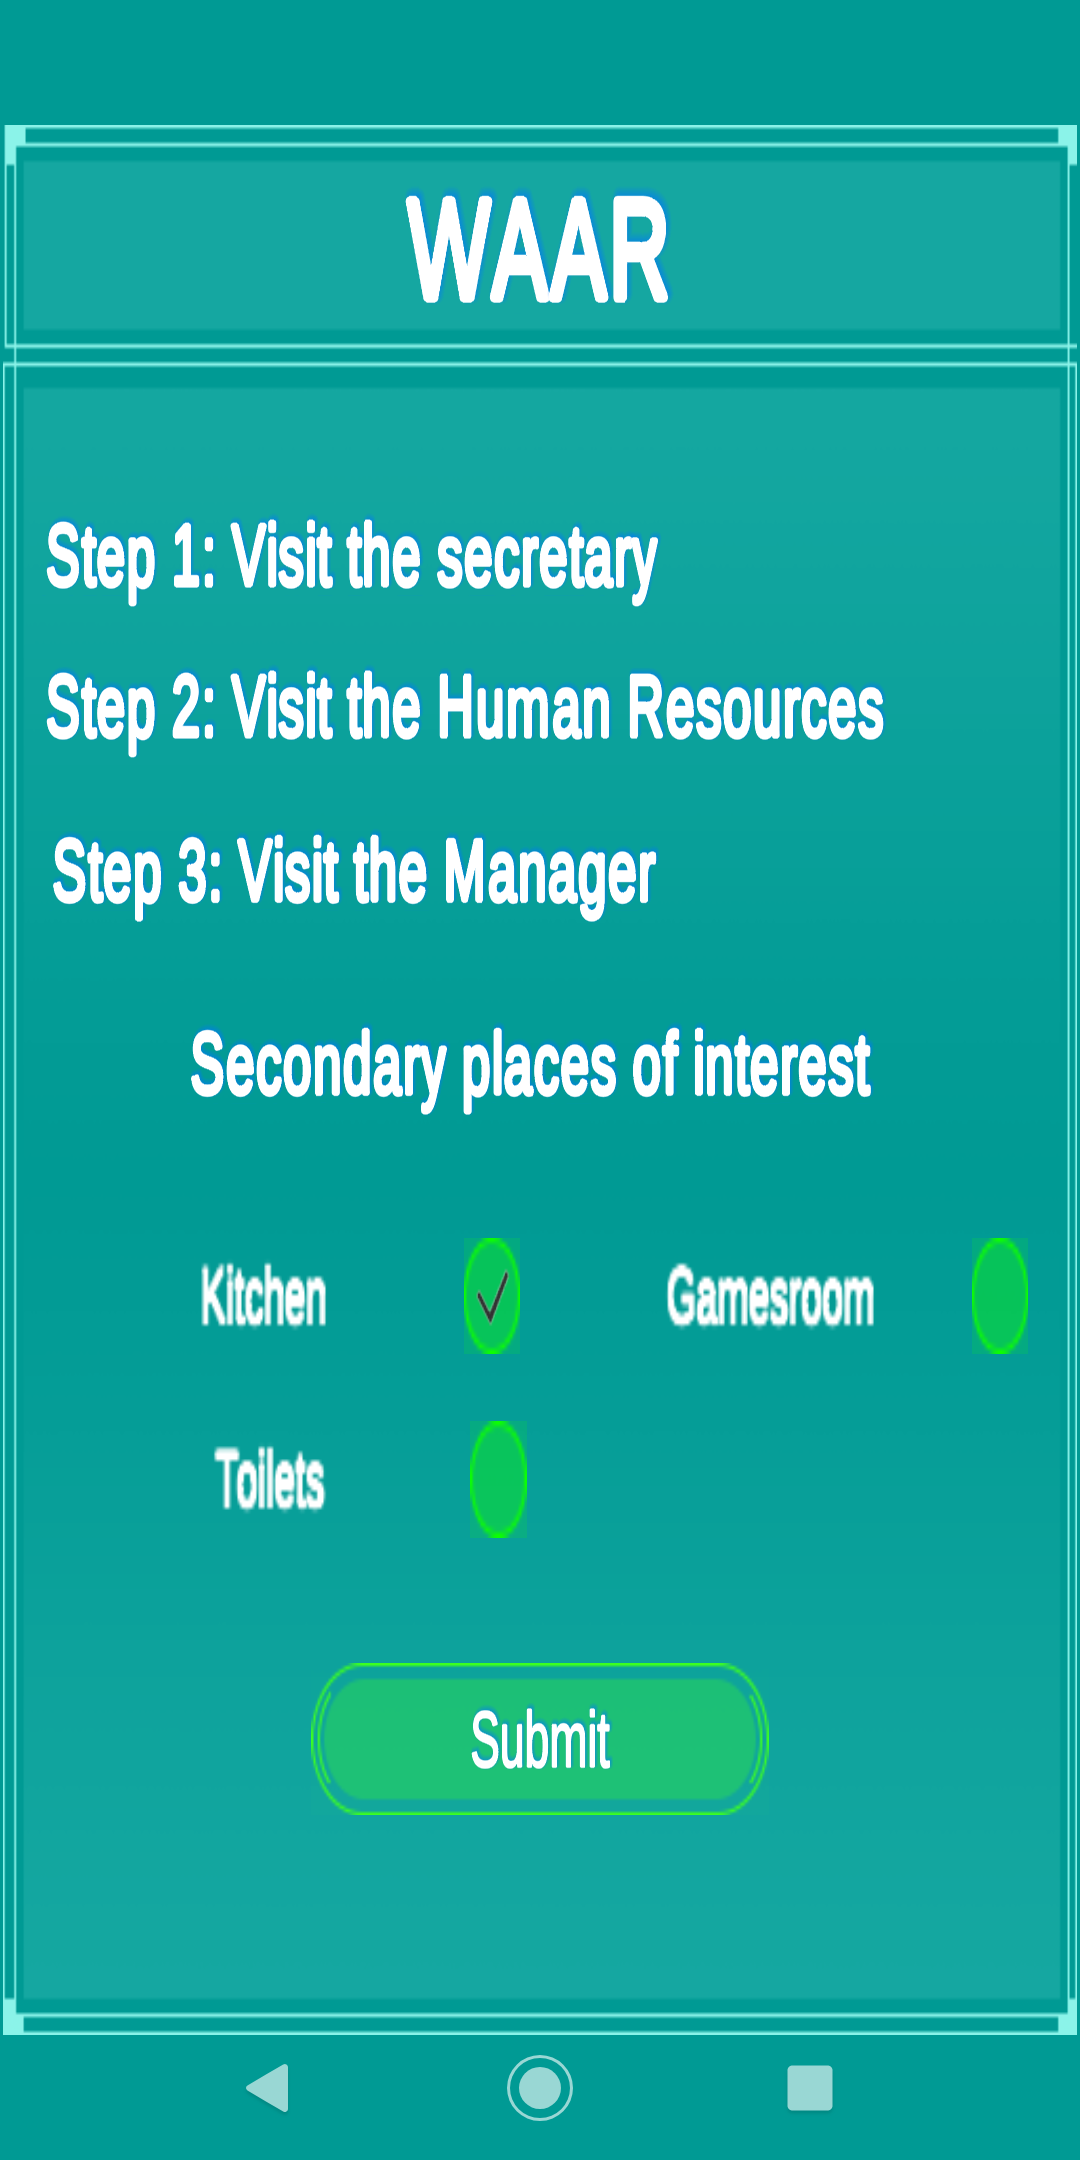 WAAR
Step 1: Visit the secretary
Step 2: Visit the Human Resources
Step 3: Visit the Manager
Secondary places of interest
Kitchen
Gamesroom
Toilets
Submit